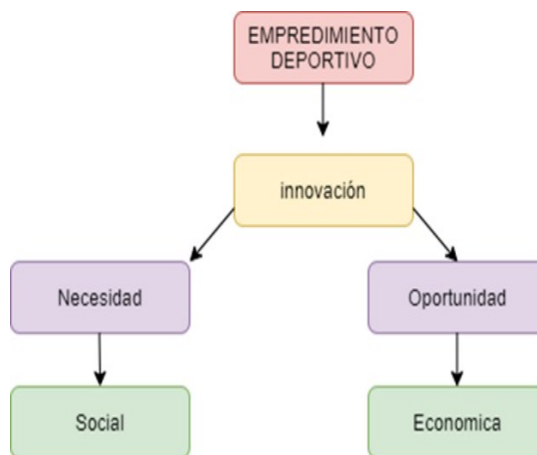 EMPREDIMIENTO
DEPORTIVO
innovación
Necesidad
Oportunidad
Social
Economica